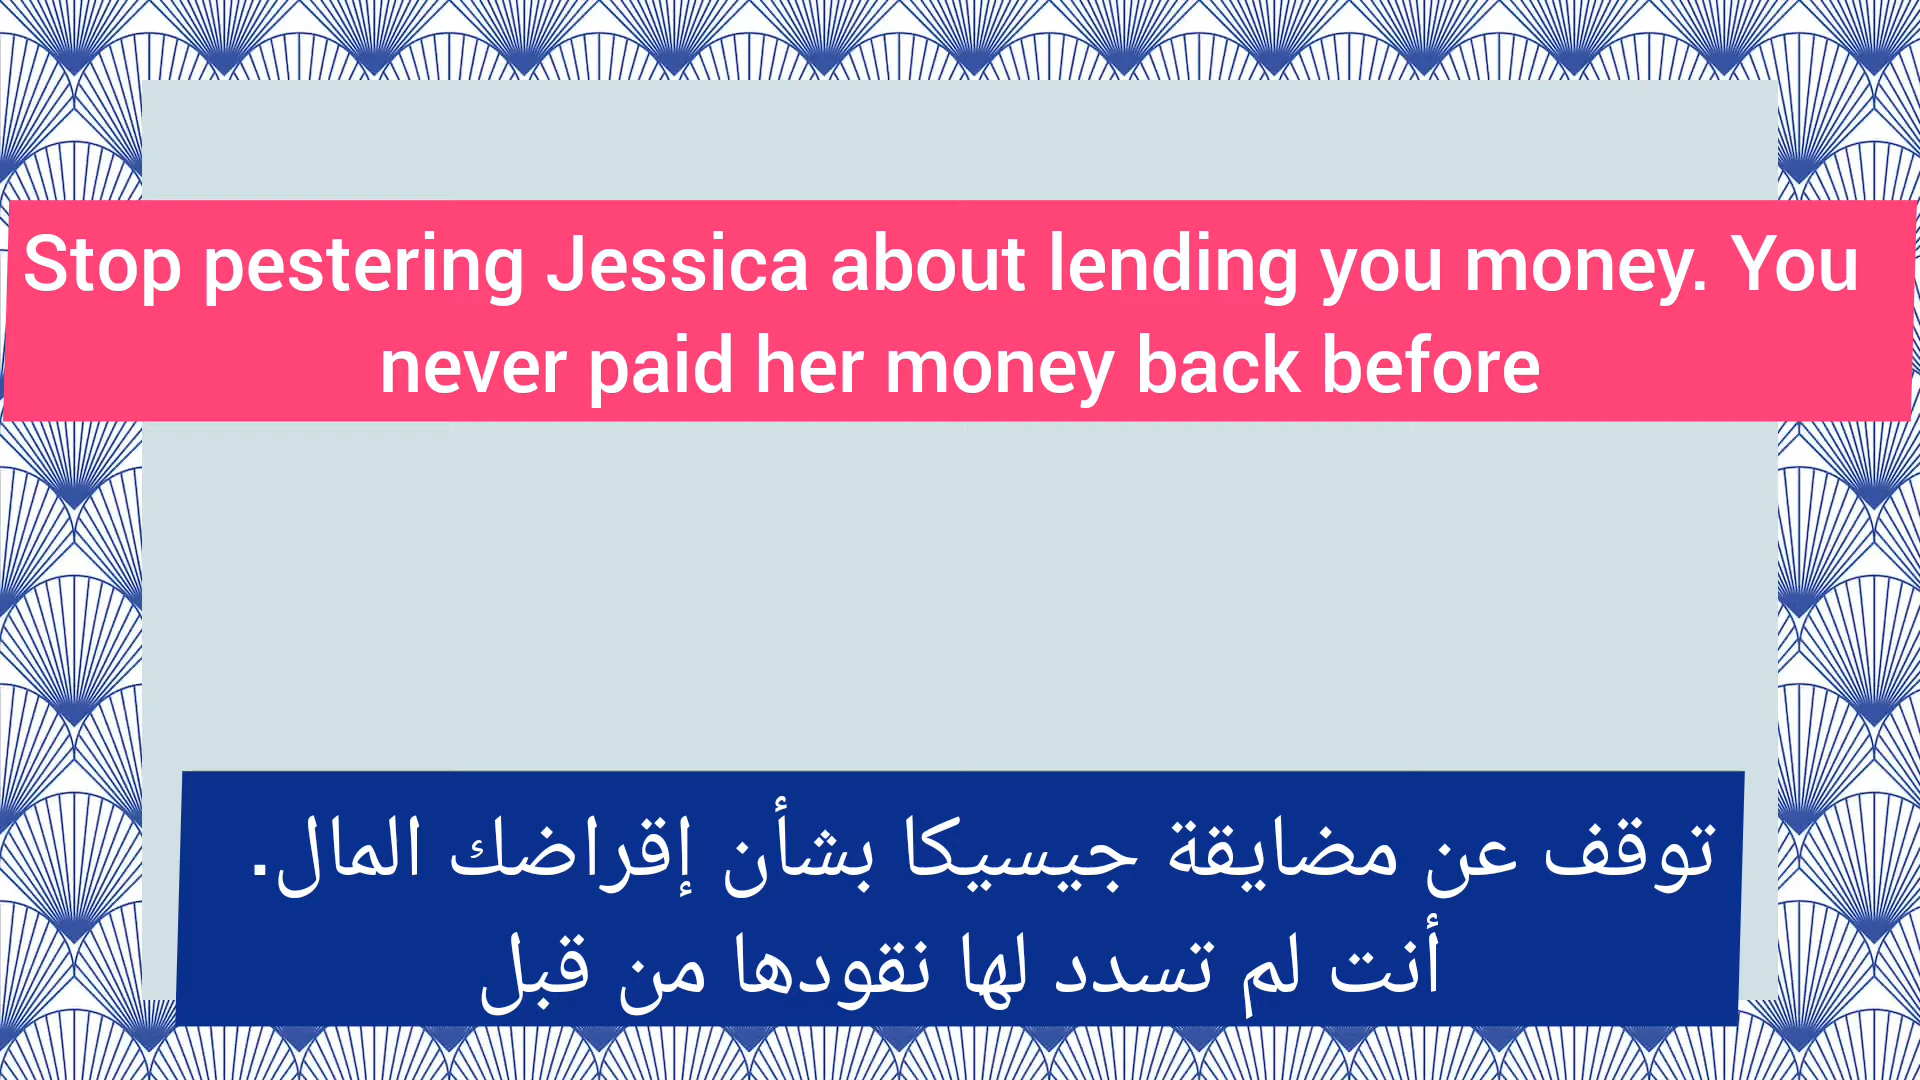 Stop pestering Jessica about lending you money. You
never paid her money back before
توقف عن مضايقة جيسيكا بشأن إقراضك المال.
أنت لم تسدد لها نقودها من قبل